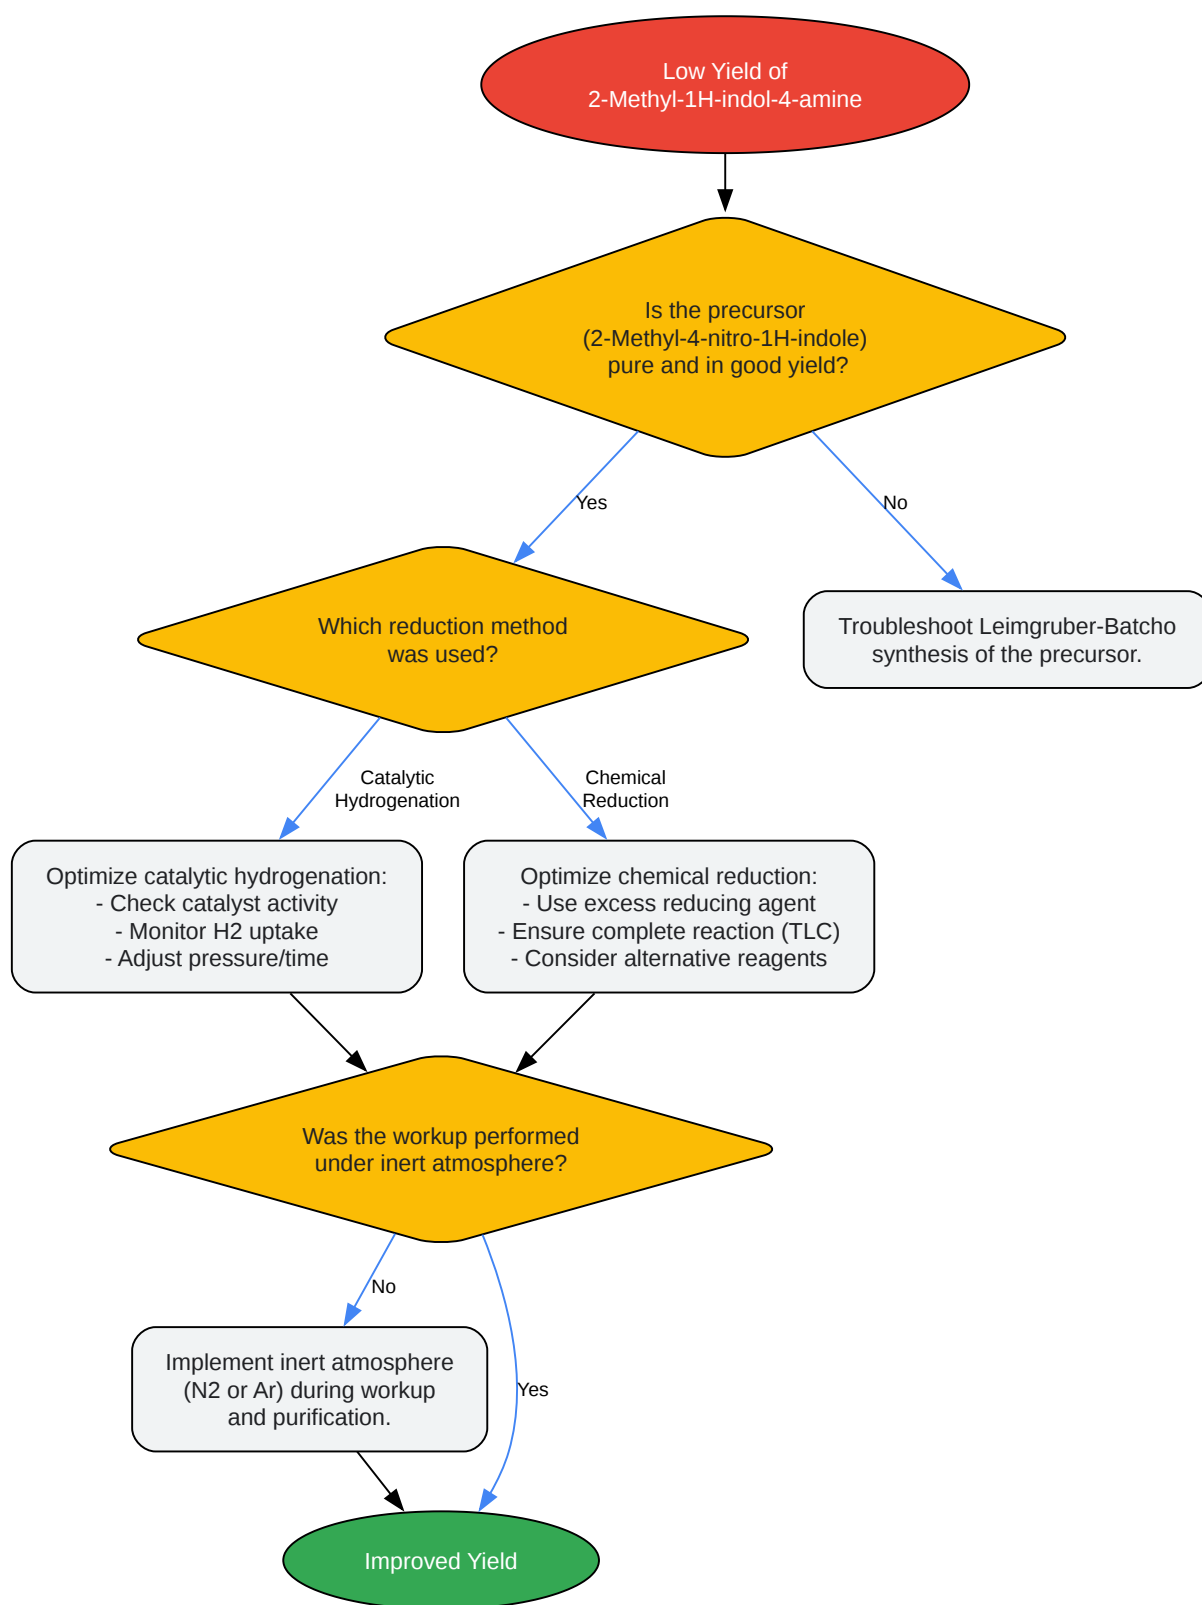 Low Yield of
2-Methyl-1H-indol-4-amine
Is the precursor
(2-Methyl-4-nitro-1H-indole)
pure and in good yield?
Yes
No
Which reduction method
was used?
Troubleshoot Leimgruber-Batcho
synthesis of the precursor.
Catalytic
Hydrogenation
Chemical
Reduction
Optimize catalytic hydrogenation:
- Check catalyst activity
- Monitor H2 uptake
- Adjust pressure/time
Optimize chemical reduction:
- Use excess reducing agent
- Ensure complete reaction (TLC)
- Consider alternative reagents
Was the workup performed
under inert atmosphere?
No
Implement inert atmosphere
(N2 or Ar) during workup
and purification.
Yes
Improved Yield